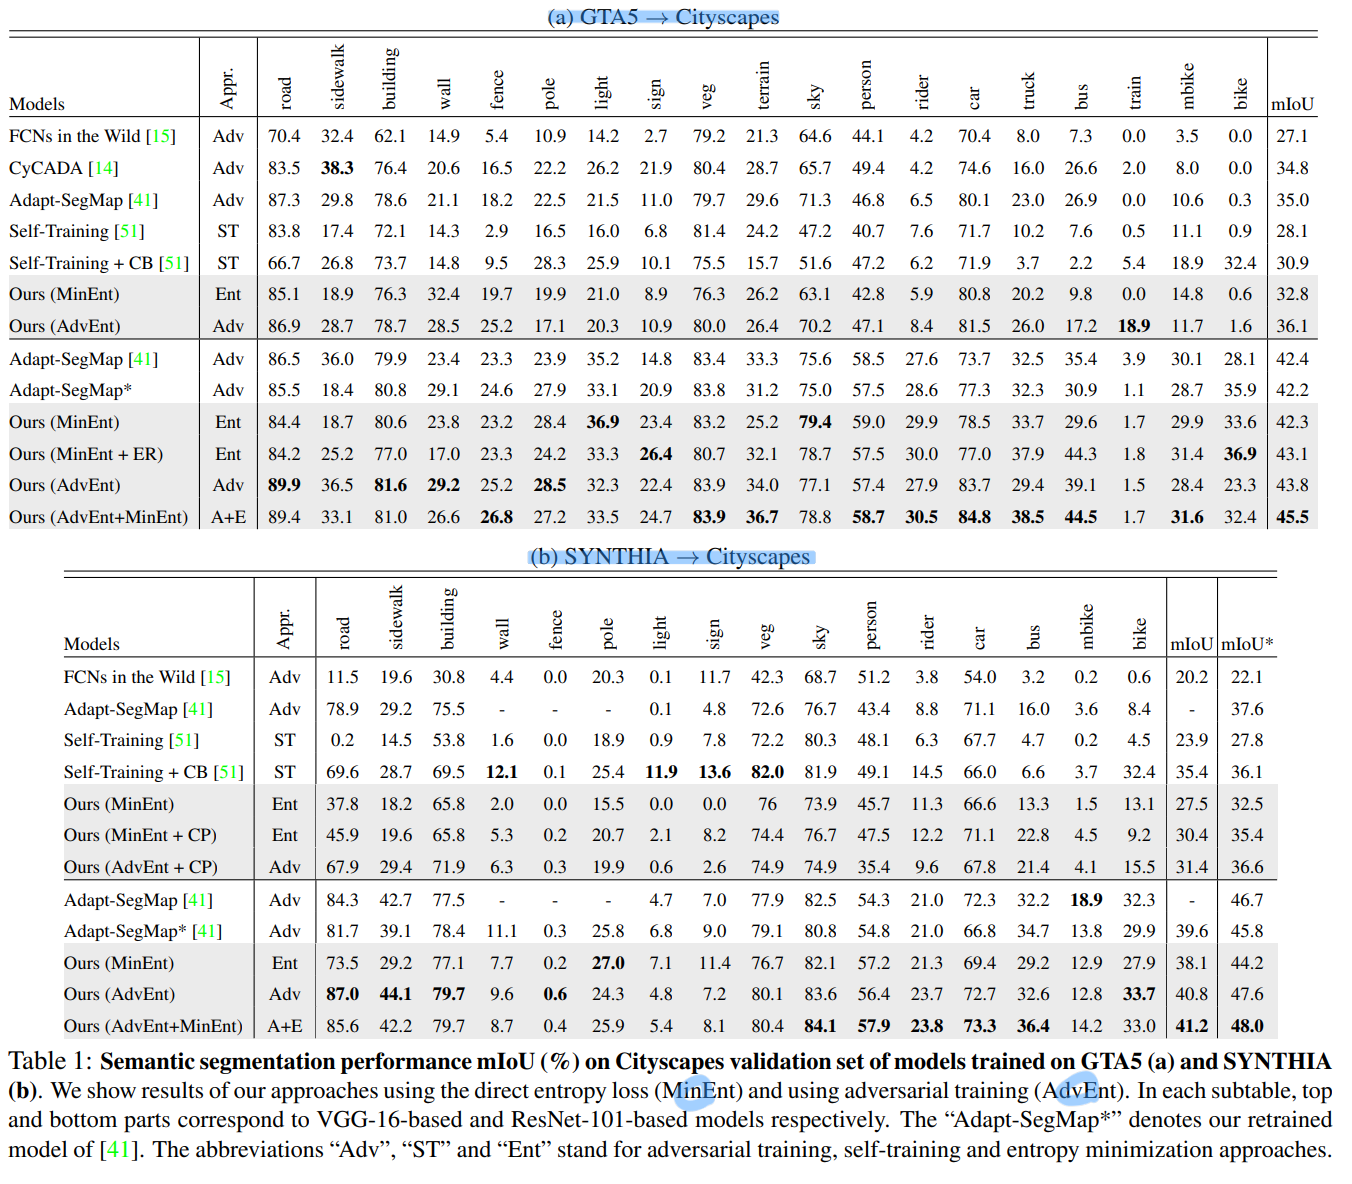 (a) GTA5 → Cityscapes
Models Appr. road sidewalk building wall fence pole light sign veg terrain sky person rider car truck bus train mbike bike mIoU
FCNs in the Wild [15] Adv 70.4 32.4 62.1 14.9 5.4 10.9 14.2 2.7 79.2 21.3 64.6 44.1 4.2 70.4 8.0 7.3 0.0 3.5 0.0 27.1
CyCADA [14] Adv 83.5 38.3 76.4 20.6 16.5 22.2 26.2 21.9 80.4 28.7 65.7 49.4 4.2 74.6 16.0 26.6 2.0 8.0 0.0 34.8
Adapt-SegMap [41] Adv 87.3 29.8 78.6 21.1 18.2 22.5 21.5 11.0 79.7 29.6 71.3 46.8 6.5 80.1 23.0 26.9 0.0 10.6 0.3 35.0
Self-Training [51] ST 83.8 17.4 72.1 14.3 2.9 16.5 16.0 6.8 81.4 24.2 47.2 40.7 7.6 71.7 10.2 7.6 0.5 11.1 0.9 28.1
Self-Training + CB [51] ST 66.7 26.8 73.7 14.8 9.5 28.3 25.9 10.1 75.5 15.7 51.6 47.2 6.2 71.9 3.7 2.2 5.4 18.9 32.4 30.9
Ours (MinEnt) Ent 85.1 18.9 76.3 32.4 19.7 19.9 21.0 8.9 76.3 26.2 63.1 42.8 5.9 80.8 20.2 9.8 0.0 14.8 0.6 32.8
Ours (AdvEnt) Adv 86.9 28.7 78.7 28.5 25.2 17.1 20.3 10.9 80.0 26.4 70.2 47.1 8.4 81.5 26.0 17.2 18.9 11.7 1.6 36.1
Adapt-SegMap [41] Adv 86.5 36.0 79.9 23.4 23.3 23.9 35.2 14.8 83.4 33.3 75.6 58.5 27.6 73.7 32.5 35.4 3.9 30.1 28.1 42.4
Adapt-SegMap* Adv 85.5 18.4 80.8 29.1 24.6 27.9 33.1 20.9 83.8 31.2 75.0 57.5 28.6 77.3 32.3 30.9 1.1 28.7 35.9 42.2
Ours (MinEnt) Ent 84.4 18.7 80.6 23.8 23.2 28.4 36.9 23.4 83.2 25.2 79.4 59.0 29.9 78.5 33.7 29.6 1.7 29.9 33.6 42.3
Ours (MinEnt + ER) Ent 84.2 25.2 77.0 17.0 23.3 24.2 33.3 26.4 80.7 32.1 78.7 57.5 30.0 77.0 37.9 44.3 1.8 31.4 36.9 43.1
Ours (AdvEnt) Adv 89.9 36.5 81.6 29.2 25.2 28.5 32.3 22.4 83.9 34.0 77.1 57.4 27.9 83.7 29.4 39.1 1.5 28.4 23.3 43.8
Ours (AdvEnt+MinEnt) A+E 89.4 33.1 81.0 26.6 26.8 27.2 33.5 24.7 83.9 36.7 78.8 58.7 30.5 84.8 38.5 44.5 1.7 31.6 32.4 45.5
(b) SYNTHIA → Cityscapes
Models Appr. road sidewalk building wall fence pole light sign veg sky person rider car bus mbike bike mIoU mIoU*
FCNs in the Wild [15] Adv 11.5 19.6 30.8 4.4 0.0 20.3 0.1 11.7 42.3 68.7 51.2 3.8 54.0 3.2 0.2 0.6 20.2 22.1
Adapt-SegMap [41] Adv 78.9 29.2 75.5 - - - 0.1 4.8 72.6 76.7 43.4 8.8 71.1 16.0 3.6 8.4 - 37.6
Self-Training [51] ST 0.2 14.5 53.8 1.6 0.0 18.9 0.9 7.8 72.2 80.3 48.1 6.3 67.7 4.7 0.2 4.5 23.9 27.8
Self-Training + CB [51] ST 69.6 28.7 69.5 12.1 0.1 25.4 11.9 13.6 82.0 81.9 49.1 14.5 66.0 6.6 3.7 32.4 35.4 36.1
Ours (MinEnt) Ent 37.8 18.2 65.8 2.0 0.0 15.5 0.0 0.0 76 73.9 45.7 11.3 66.6 13.3 1.5 13.1 27.5 32.5
Ours (MinEnt + CP) Ent 45.9 19.6 65.8 5.3 0.2 20.7 2.1 8.2 74.4 76.7 47.5 12.2 71.1 22.8 4.5 9.2 30.4 35.4
Ours (AdvEnt + CP) Adv 67.9 29.4 71.9 6.3 0.3 19.9 0.6 2.6 74.9 74.9 35.4 9.6 67.8 21.4 4.1 15.5 31.4 36.6
Adapt-SegMap [41] Adv 84.3 42.7 77.5 - - - 4.7 7.0 77.9 82.5 54.3 21.0 72.3 32.2 18.9 32.3 - 46.7
Adapt-SegMap* [41] Adv 81.7 39.1 78.4 11.1 0.3 25.8 6.8 9.0 79.1 80.8 54.8 21.0 66.8 34.7 13.8 29.9 39.6 45.8
Ours (MinEnt) Ent 73.5 29.2 77.1 7.7 0.2 27.0 7.1 11.4 76.7 82.1 57.2 21.3 69.4 29.2 12.9 27.9 38.1 44.2
Ours (AdvEnt) Adv 87.0 44.1 79.7 9.6 0.6 24.3 4.8 7.2 80.1 83.6 56.4 23.7 72.7 32.6 12.8 33.7 40.8 47.6
Ours (AdvEnt+MinEnt) A+E 85.6 42.2 79.7 8.7 0.4 25.9 5.4 8.1 80.4 84.1 57.9 23.8 73.3 36.4 14.2 33.0 41.2 48.0
Table 1: Semantic segmentation performance mIoU (%) on Cityscapes validation set of models trained on GTA5 (a) and SYNTHIA
(b). We show results of our approaches using the direct entropy loss (MinEnt) and using adversarial training (AdvEnt). In each subtable, top
and bottom parts correspond to VGG-16-based and ResNet-101-based models respectively. The “Adapt-SegMap*” denotes our retrained
model of [41]. The abbreviations “Adv”, “ST” and “Ent” stand for adversarial training, self-training and entropy minimization approaches.